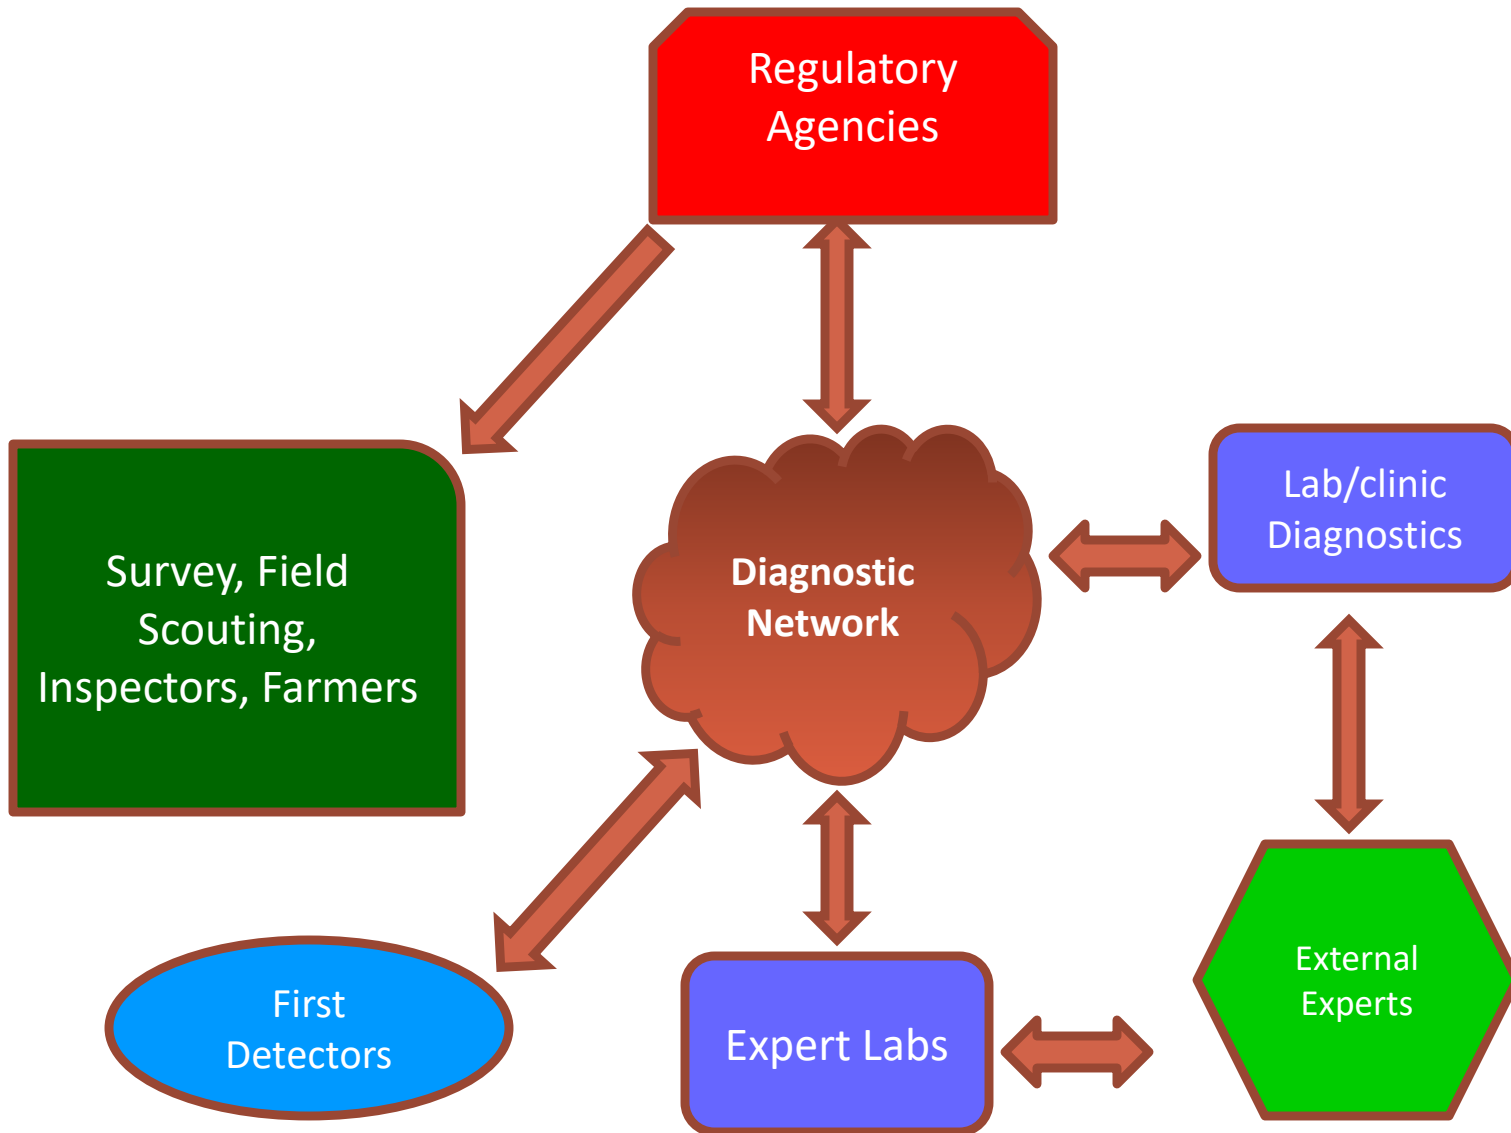 Regulatory
Agencies
Lab/clinic
Diagnostics
Survey, Field
Scouting,
Inspectors, Farmers
Diagnostic
Network
External
Experts
First
Detectors
Expert Labs